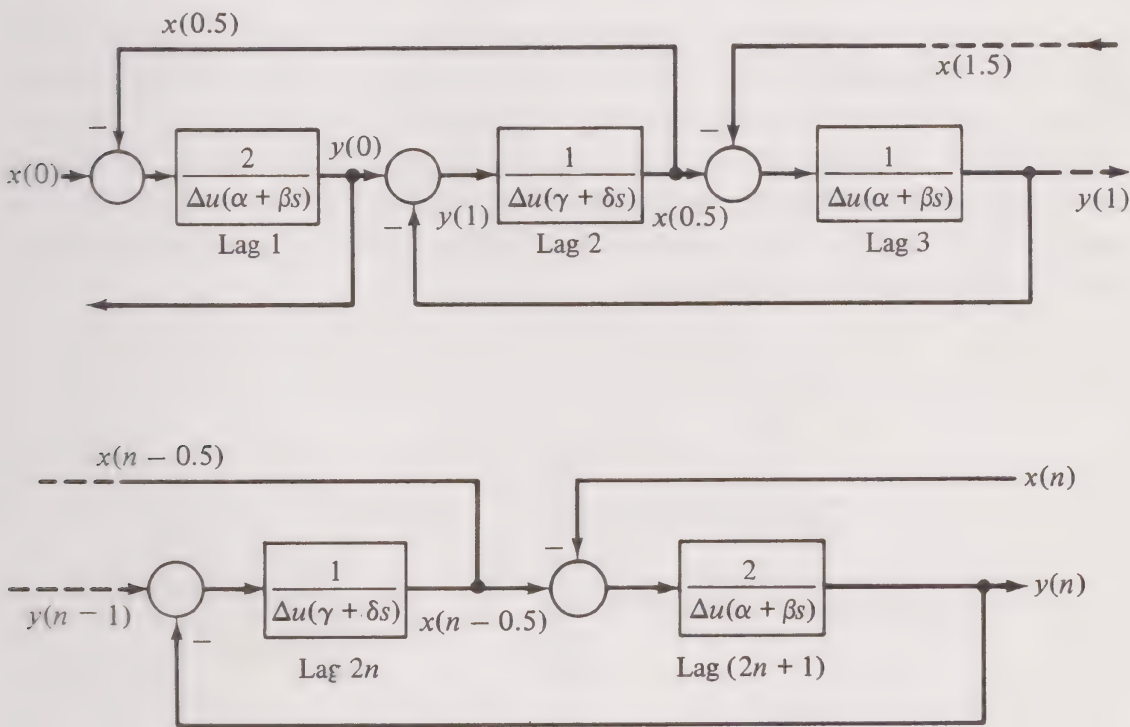 x(0.5)
x(1.5)
x(0)
−
2
Δu(α + βs)
Lag 1
y(0)
−
y(1)
1
Δu(γ + δs)
Lag 2
x(0.5)
−
1
Δu(α + βs)
Lag 3
y(1)
x(n − 0.5)
x(n)
y(n − 1)
−
1
Δu(γ + δs)
Lag 2n
x(n − 0.5)
−
2
Δu(α + βs)
Lag (2n + 1)
y(n)